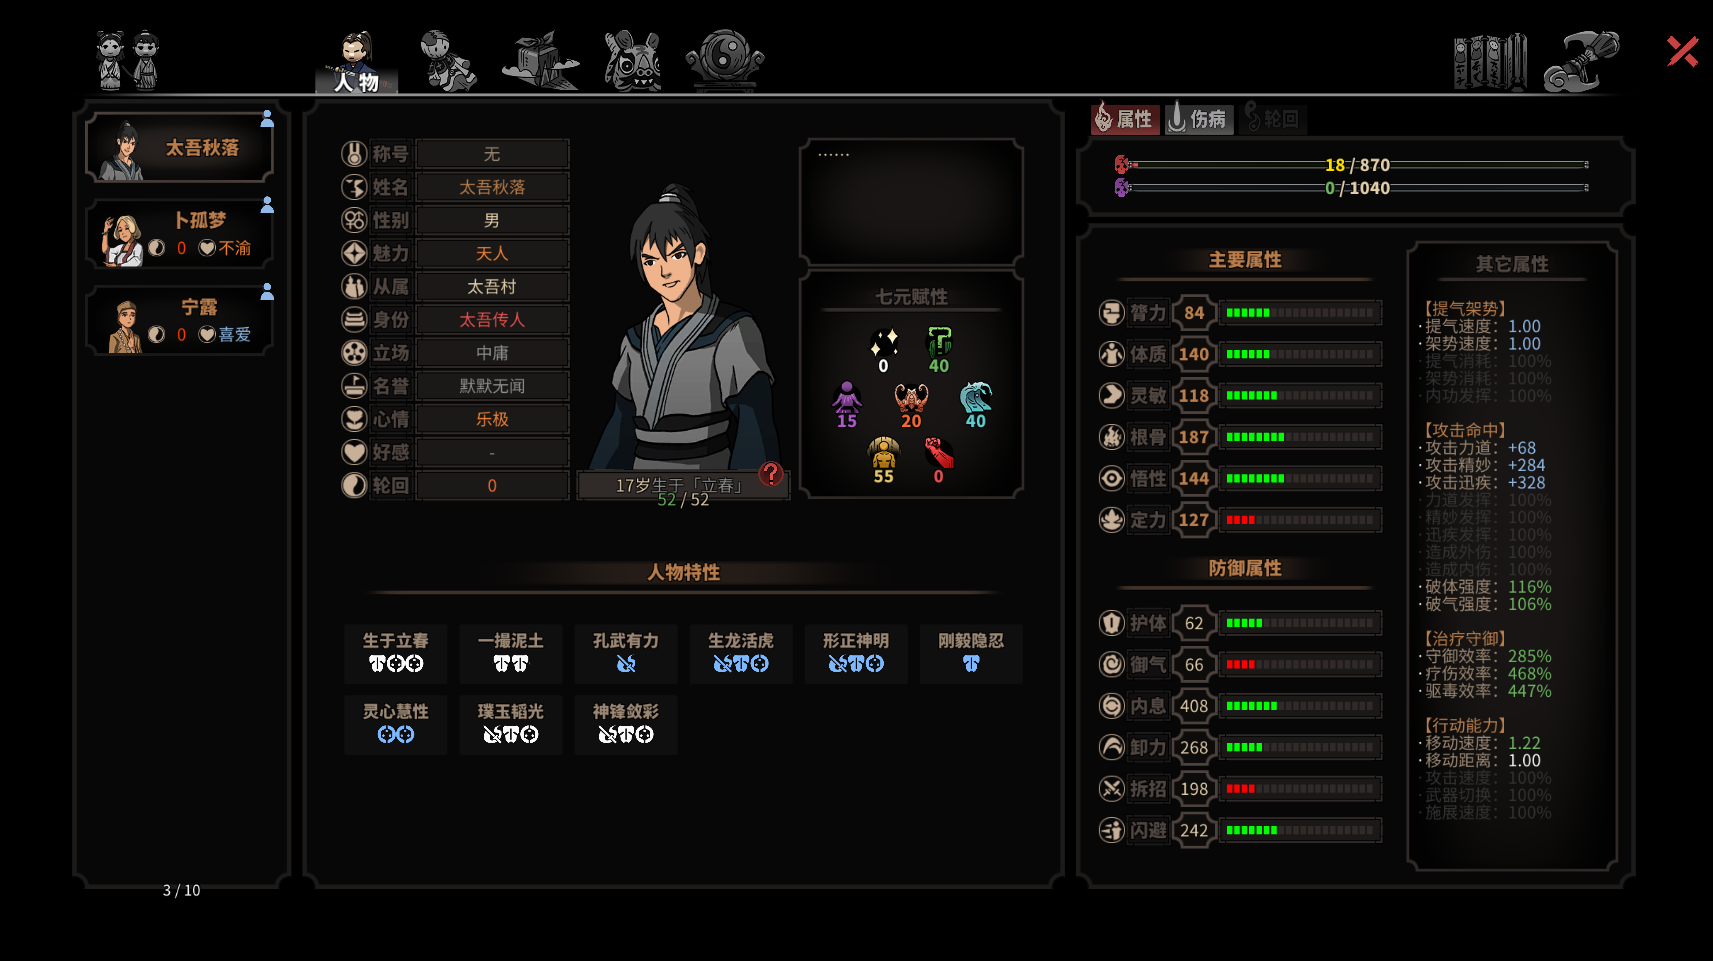 人物
太吾秋落
卜孤梦
0 不渝
宁露
0 喜爱
3 / 10
称号 无
姓名 太吾秋落
性别 男
魅力 天人
从属 太吾村
身份 太吾传人
立场 中庸
名誉 默默无闻
心情 乐极
好感 -
轮回 0
17岁生于「立春」
52 / 52
......
七元赋性
0 40
15 20 40
55 0
人物特性
生于立春 一撮泥土 孔武有力 生龙活虎 形正神明 刚毅隐忍
灵心慧性 璞玉韬光 神锋敛彩
属性 伤病 轮回
18 / 870
0 / 1040
主要属性
膂力 84
体质 140
灵敏 118
根骨 187
悟性 144
定力 127
防御属性
护体 62
御气 66
内息 408
卸力 268
拆招 198
闪避 242
其它属性
【提气架势】
·提气速度：1.00
·架势速度：1.00
·提气消耗：100%
·架势消耗：100%
·内功发挥：100%
【攻击命中】
·攻击力道：+68
·攻击精妙：+284
·攻击迅疾：+328
·力道发挥：100%
·精妙发挥：100%
·迅疾发挥：100%
·造成外伤：100%
·造成内伤：100%
·破体强度：116%
·破气强度：106%
【治疗守御】
·守御效率：285%
·疗伤效率：468%
·驱毒效率：447%
【行动能力】
·移动速度：1.22
·移动距离：1.00
·攻击速度：100%
·武器切换：100%
·施展速度：100%